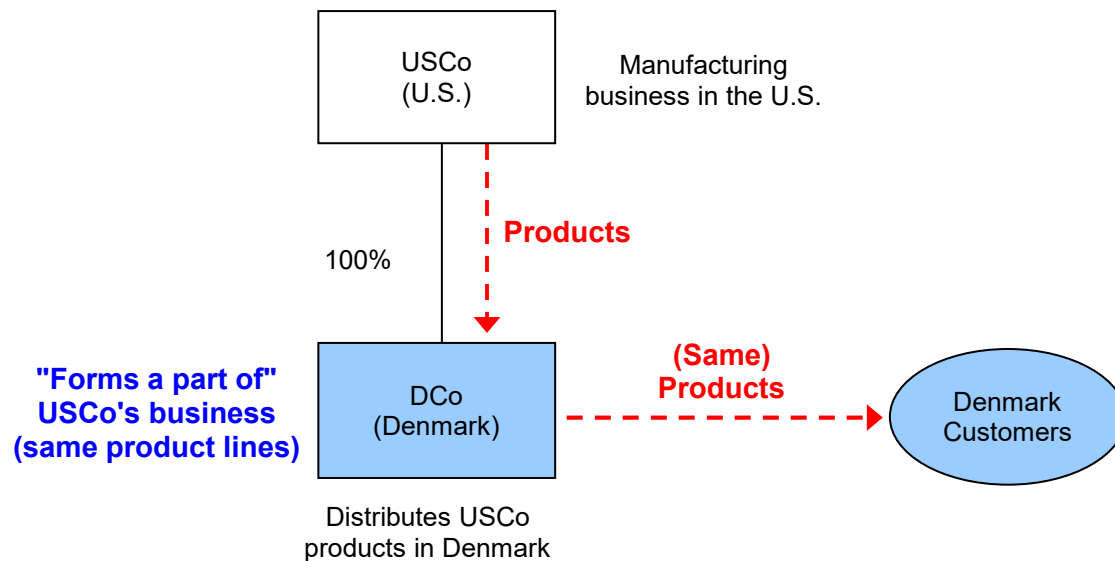 USCo
(U.S.)
Manufacturing
business in the U.S.
Products
100%
"Forms a part of"
USCo's business
(same product lines)
DCo
(Denmark)
(Same)
Products
Denmark
Customers
Distributes USCo
products in Denmark